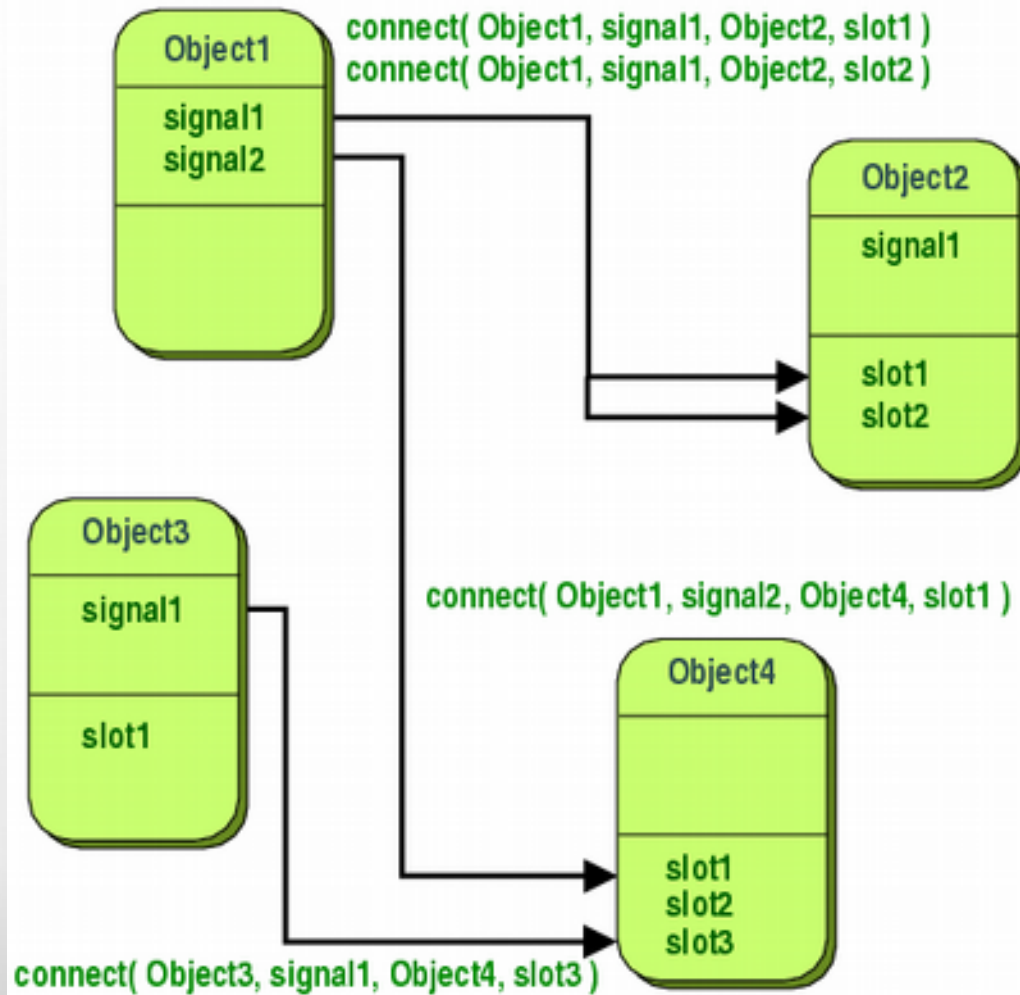 Object1
connect( Object1, signal1, Object2, slot1 )
connect( Object1, signal1, Object2, slot2 )
signal1
signal2
Object2
signal1
slot1
slot2
Object3
signal1
slot1
connect( Object1, signal2, Object4, slot1 )
Object4
slot1
slot2
slot3
connect( Object3, signal1, Object4, slot3 )